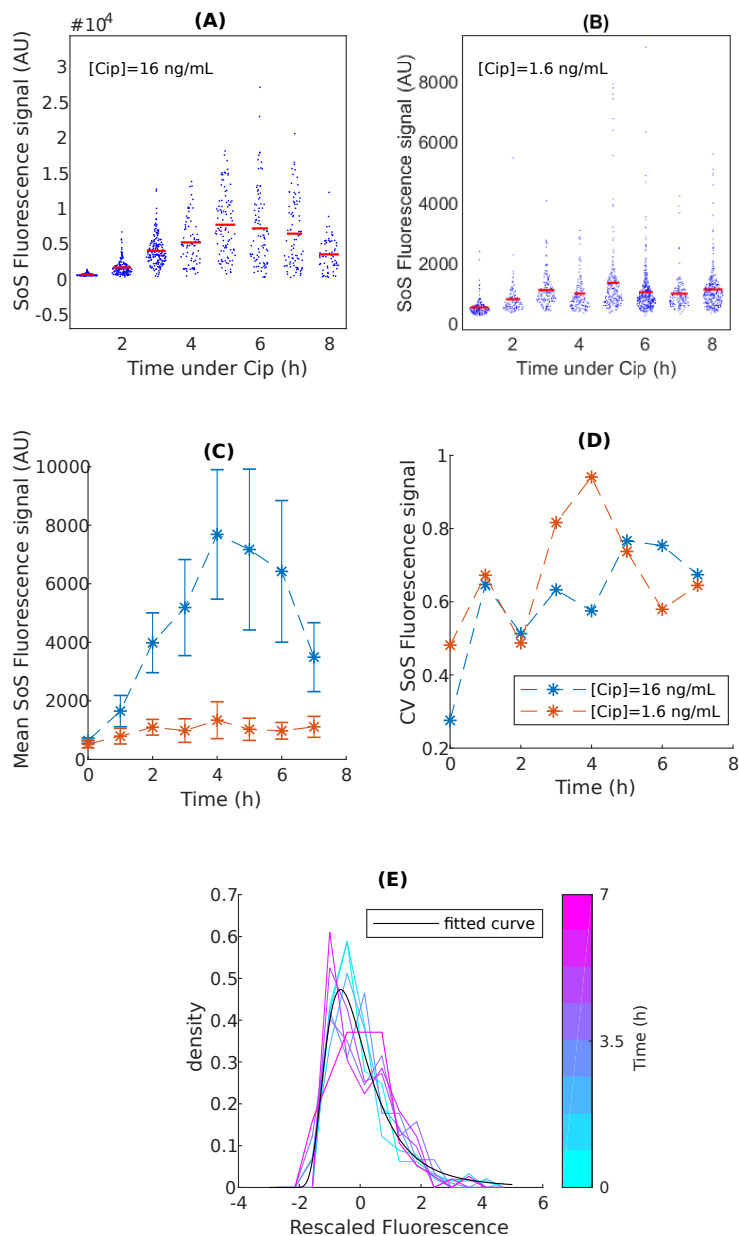 (A)
#10^4
SoS Fluorescence signal (AU)
[Cip]=16 ng/mL
3
2.5
2
1.5
1
0.5
0
-0.5
2 4 6 8
Time under Cip (h)
(B)
SoS Fluorescence signal (AU)
[Cip]=1.6 ng/mL
8000
6000
4000
2000
0
2 4 6 8
Time under Cip (h)
(C)
Mean SoS Fluorescence signal (AU)
10000
8000
6000
4000
2000
0
0 2 4 6 8
Time (h)
(D)
CV SoS Fluorescence signal
1
0.8
0.6
0.4
0.2
[Cip]=16 ng/mL
[Cip]=1.6 ng/mL
0 2 4 6 8
Time (h)
(E)
density
0.7
0.6
0.5
0.4
0.3
0.2
0.1
0
fitted curve
-4 -2 0 2 4 6
Rescaled Fluorescence
7
3.5
0
Time (h)